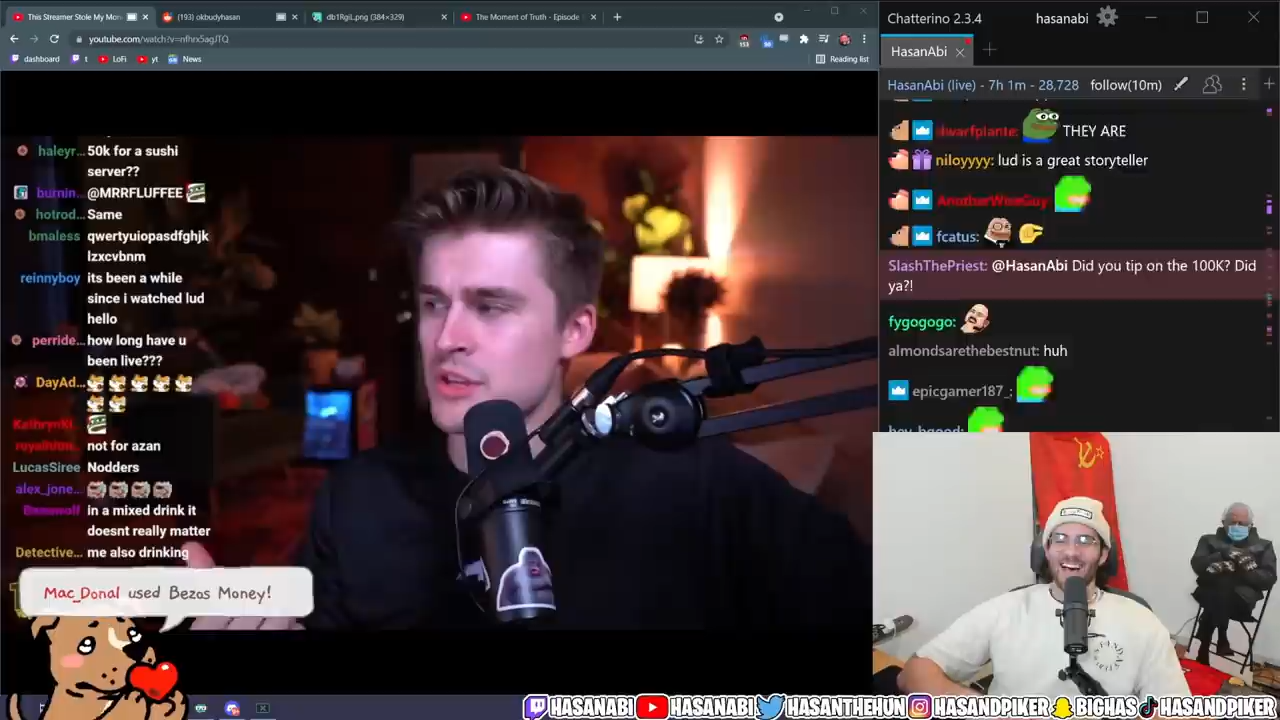 This Streamer Stole My Mon
(193) okbudyhasan
db1RgiL.png (384×329)
The Moment of Truth - Episode
youtube.com/watch?v=nfhrx5agJTQ
dashboard
t
LoFi
yt
News
Reading list
haleyr... 50k for a sushi
server??
burnin... @MRRFLUFFEE
hotrod... Same
bmaless qwertyuiopasdfghjk
lzxcvbnm
reinnyboy its been a while
since i watched lud
hello
perride... how long have u
been live???
DayAd...
KathrynKi...
not for azan
LucasSiree Nodders
alex_jone...
in a mixed drink it
doesnt really matter
Detective... me also drinking
Mac_Donal used Bezos Money!
Chatterino 2.3.4
hasanabi
HasanAbi
HasanAbi (live) - 7h 1m - 28,728
follow(10m)
dwarfplante: THEY ARE
niloyyyy: lud is a great storyteller
AnotherWineGuy
fcatus:
SlashThePriest: @HasanAbi Did you tip on the 100K? Did
ya?!
fygogogo:
almondsarethebestnut: huh
epicgamer187_:
hey_bgood:
HASANABI
HASANABI
HASANTHEHUN
HASANDPIKER
BIGHAS
HASANDPIKER